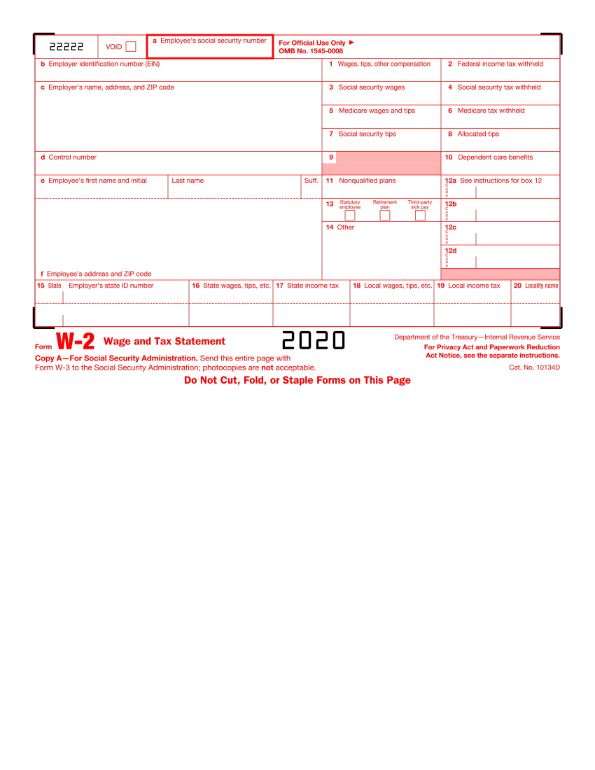 22222 VOID a Employee's social security number For Official Use Only ►
OMB No. 1545-0008
b Employer identification number (EIN) 1 Wages, tips, other compensation 2 Federal income tax withheld
c Employer's name, address, and ZIP code 3 Social security wages 4 Social security tax withheld
5 Medicare wages and tips 6 Medicare tax withheld
7 Social security tips 8 Allocated tips
d Control number 9 10 Dependent care benefits
e Employee's first name and initial Last name Suff. 11 Nonqualified plans 12a See instructions for box 12
Code
13 Statutory employee Retirement plan Third-party sick pay 12b
Code
14 Other 12c
Code
12d
Code
f Employee's address and ZIP code
15 State Employer's state ID number 16 State wages, tips, etc. 17 State income tax 18 Local wages, tips, etc. 19 Local income tax 20 Locality name
Form W-2 Wage and Tax Statement 2020 Department of the Treasury—Internal Revenue Service
For Privacy Act and Paperwork Reduction
Act Notice, see the separate instructions.
Copy A—For Social Security Administration. Send this entire page with
Form W-3 to the Social Security Administration; photocopies are not acceptable. Cat. No. 10134D
Do Not Cut, Fold, or Staple Forms on This Page